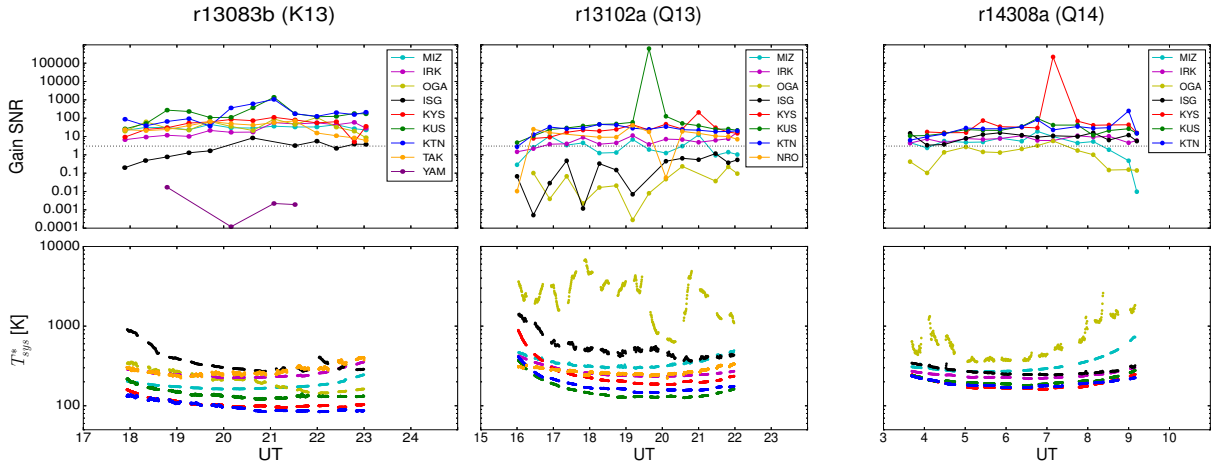 r13083b (K13)
r13102a (Q13)
r14308a (Q14)
Gain SNR
100000
10000
1000
100
10
1
0.1
0.01
0.001
0.0001
MIZ
IRK
OGA
ISG
KYS
KUS
KTN
TAK
YAM
MIZ
IRK
OGA
ISG
KYS
KUS
KTN
NRO
MIZ
IRK
OGA
ISG
KYS
KUS
KTN
T*sys [K]
10000
1000
100
17 18 19 20 21 22 23 24
15 16 17 18 19 20 21 22 23
3 4 5 6 7 8 9 10
UT
UT
UT